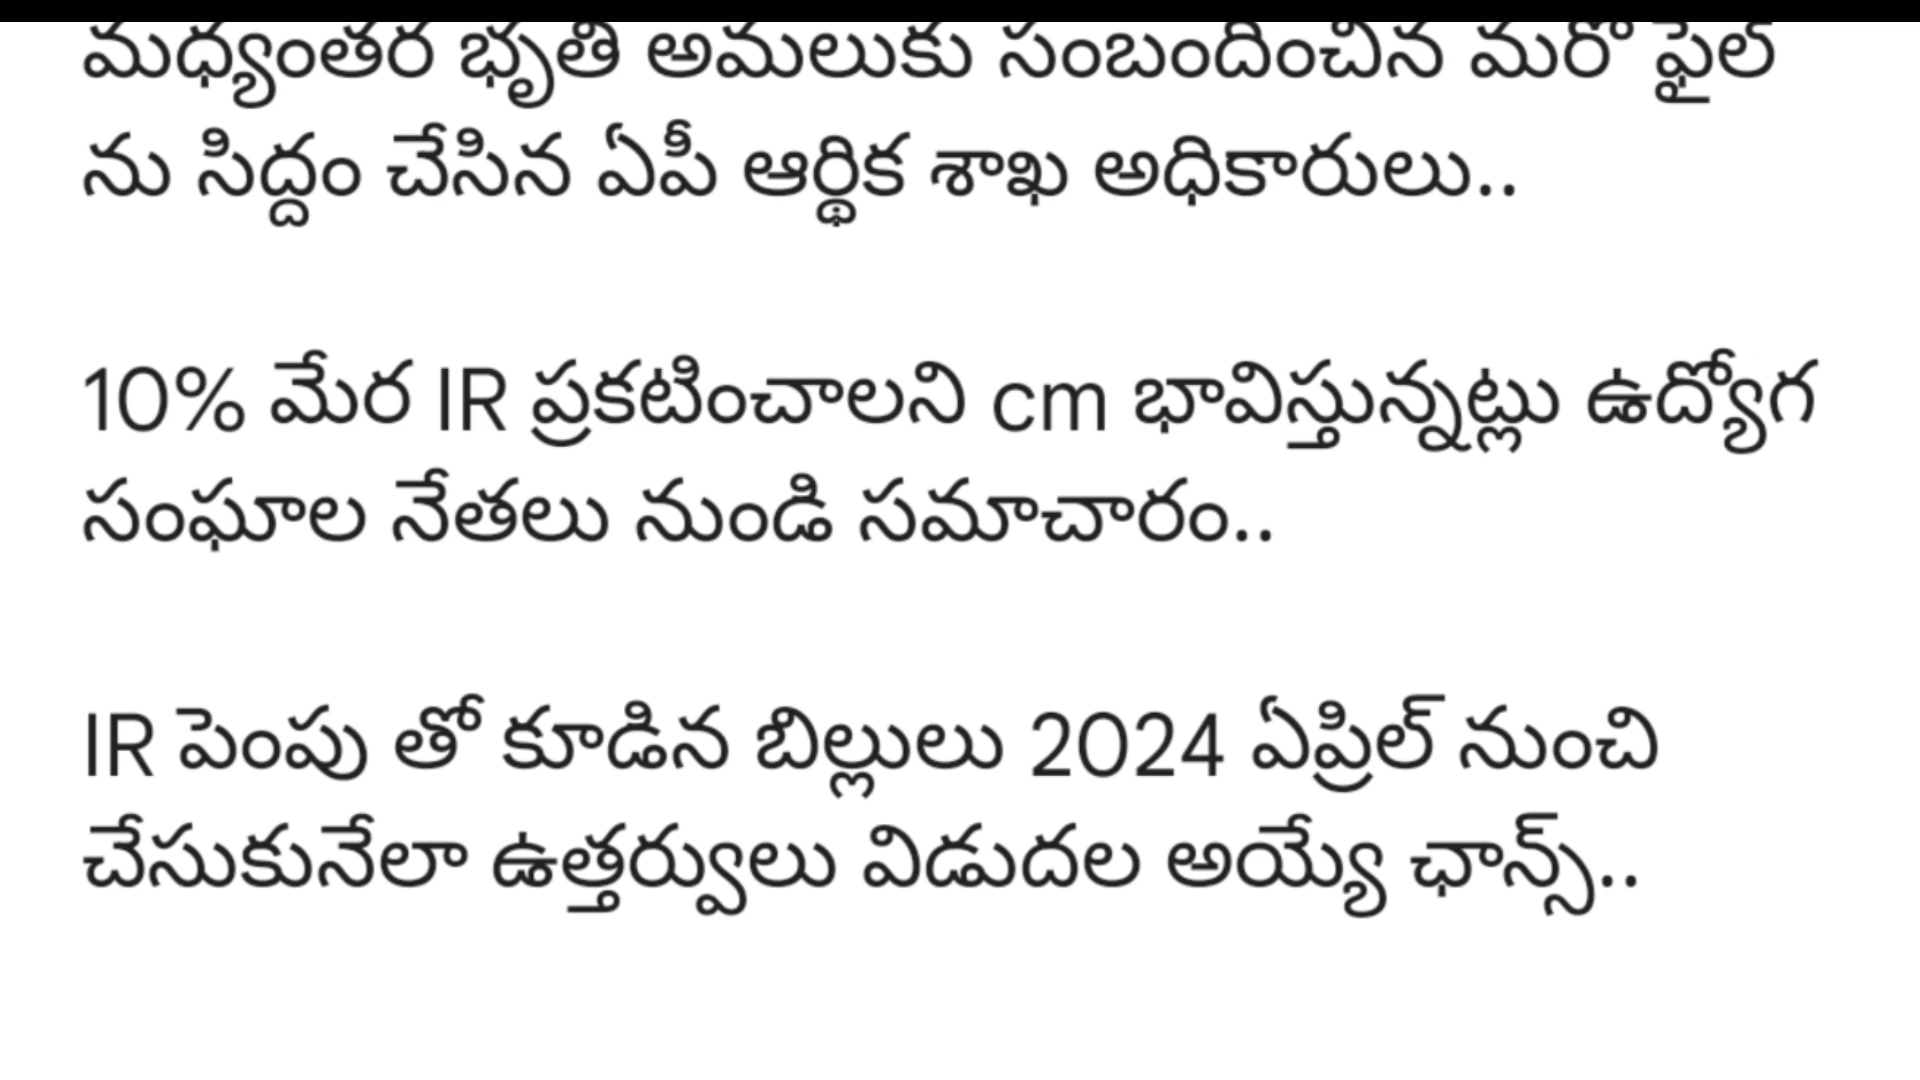 మధ్యంతర భృతి అమలుకు సంబందించిన మరో ఫైల్
ను సిద్దం చేసిన ఏపీ ఆర్థిక శాఖ అధికారులు..
10% మేర IR ప్రకటించాలని cm భావిస్తున్నట్లు ఉద్యోగ
సంఘాల నేతలు నుండి సమాచారం..
IR పెంపు తో కూడిన బిల్లులు 2024 ఏప్రిల్ నుంచి
చేసుకునేలా ఉత్తర్వులు విడుదల అయ్యే ఛాన్స్..